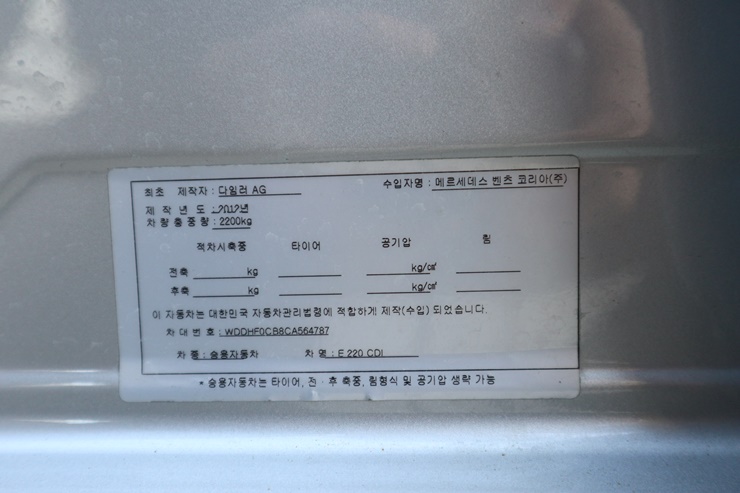 최초 제작자 : 다임러 AG 수입자명 : 메르세데스 벤츠 코리아(주)
제 작 년 도 : 2012년
차 량 총 중 량 : 2200kg
적차시축중 타이어 공기압 림
전축 kg kg/㎠
후축 kg kg/㎠
이 자동차는 대한민국 자동차관리법령에 적합하게 제작(수입) 되었습니다.
차 대 번 호 : WDDHF0CB8CA564787
차 종 : 승용자동차 차 명 : E 220 CDI
* 승용자동차는 타이어, 전 · 후 축중, 림형식 및 공기압 생략 가능